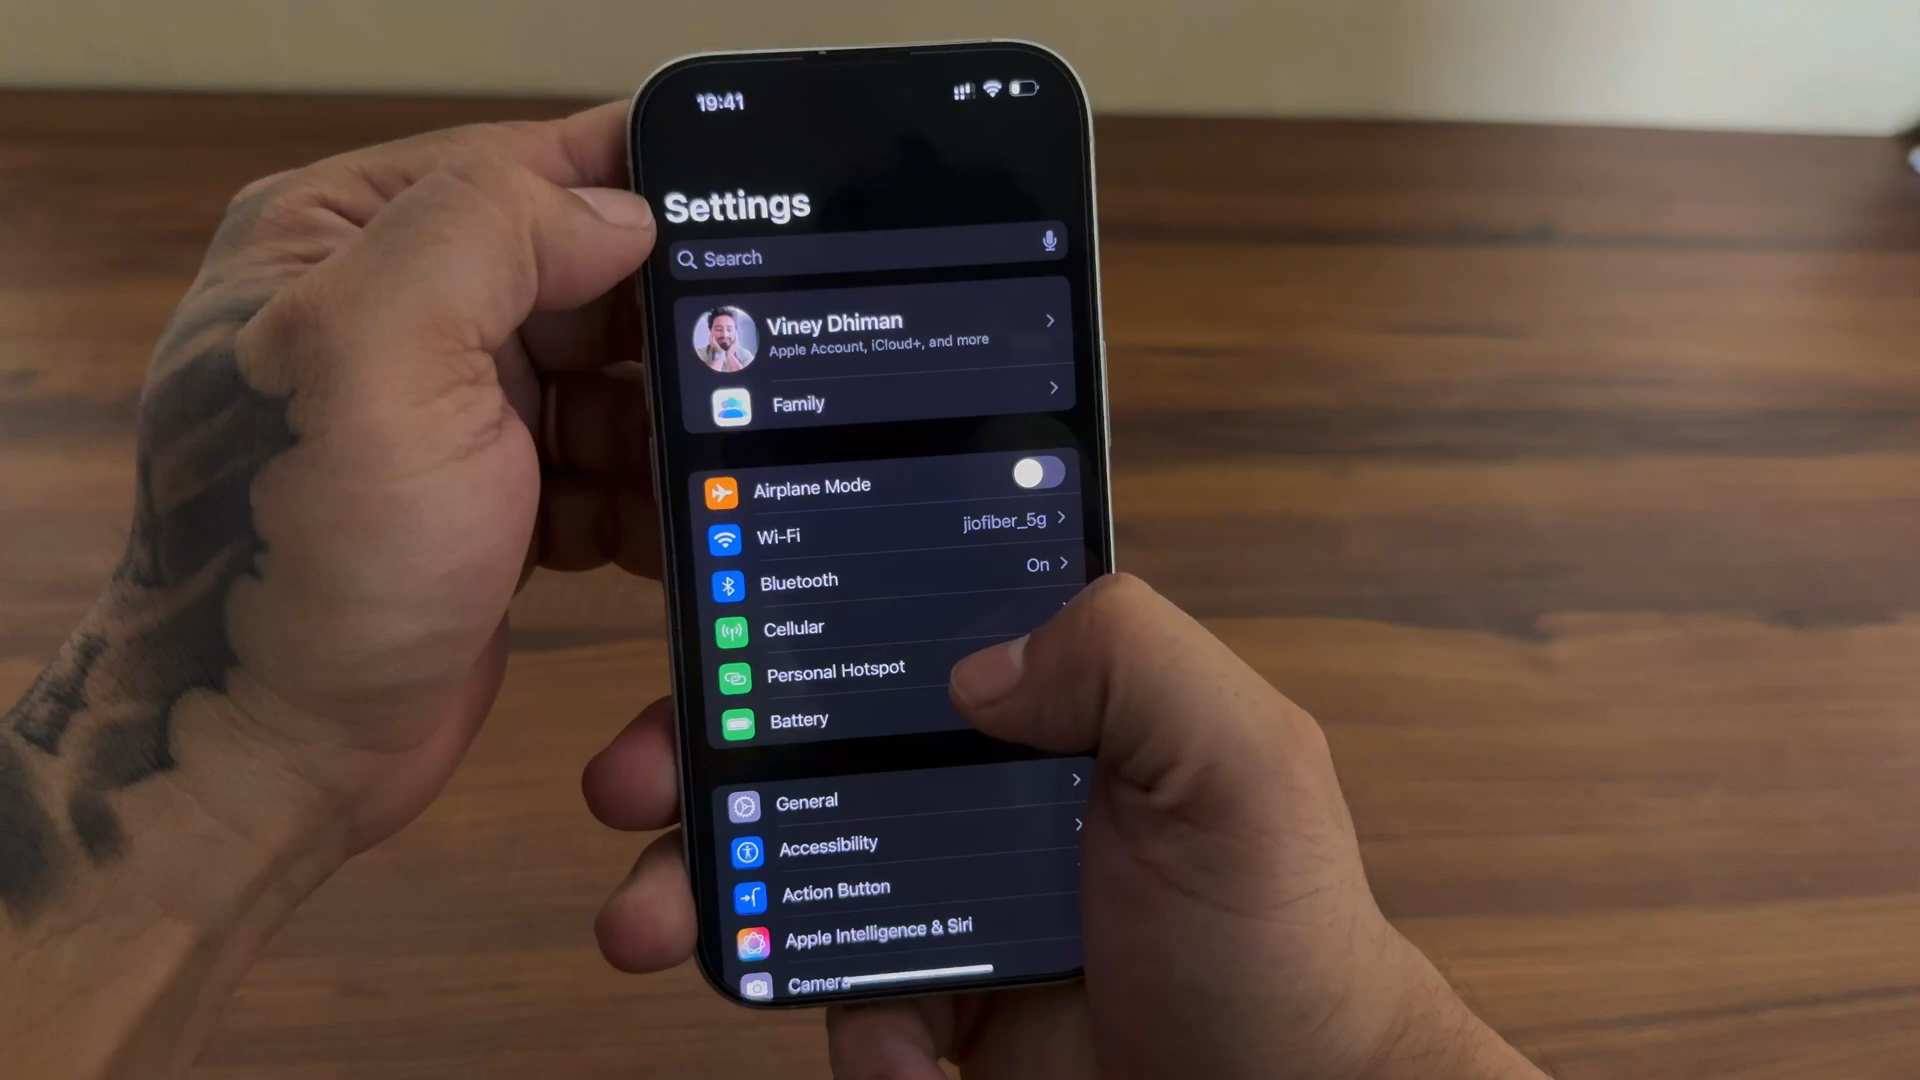 19:41
Settings
Search
Viney Dhiman
Apple Account, iCloud+, and more
Family
Airplane Mode
Wi-Fi jiofiber_5g
Bluetooth On
Cellular
Personal Hotspot
Battery
General
Accessibility
Action Button
Apple Intelligence & Siri
Camera